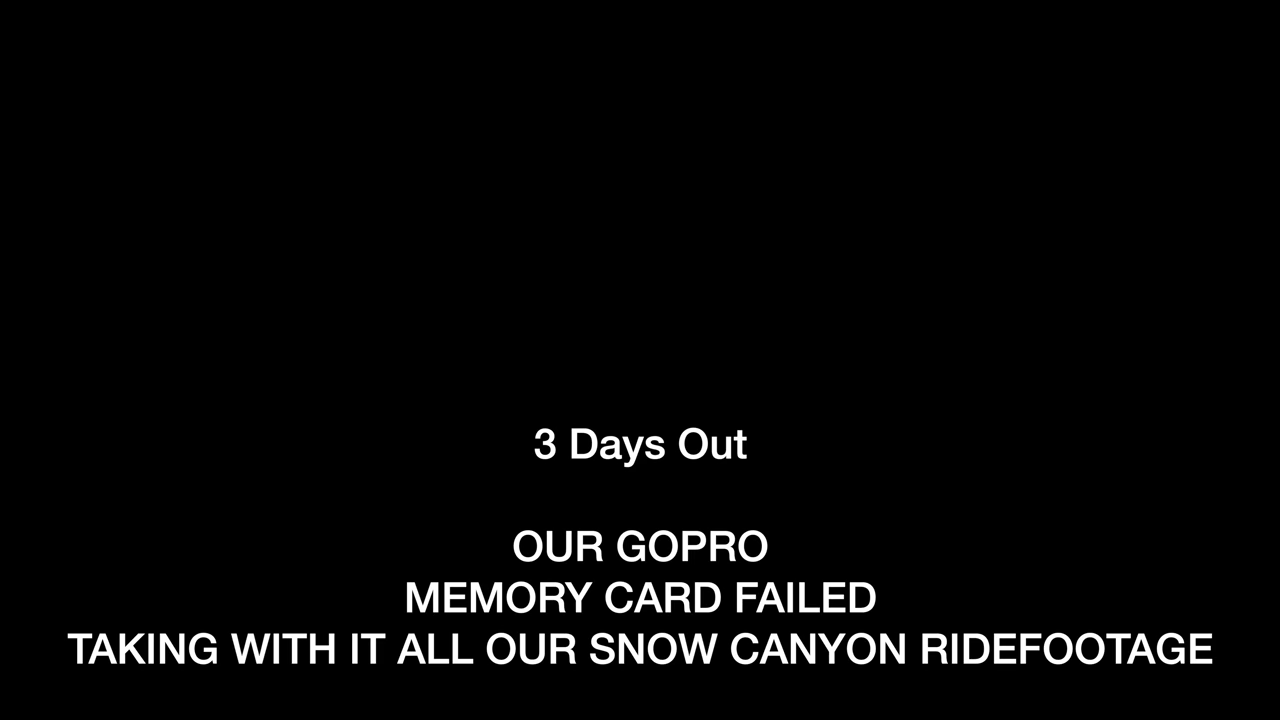 3 Days Out
OUR GOPRO
MEMORY CARD FAILED
TAKING WITH IT ALL OUR SNOW CANYON RIDEFOOTAGE